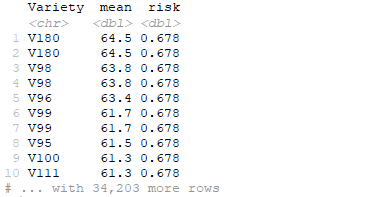 Variety mean risk
<chr> <dbl> <dbl>
1 V180 64.5 0.678
2 V180 64.5 0.678
3 V98 63.8 0.678
4 V98 63.8 0.678
5 V96 63.4 0.678
6 V99 61.7 0.678
7 V99 61.7 0.678
8 V95 61.5 0.678
9 V100 61.3 0.678
10 V111 61.3 0.678
# ... with 34,203 more rows